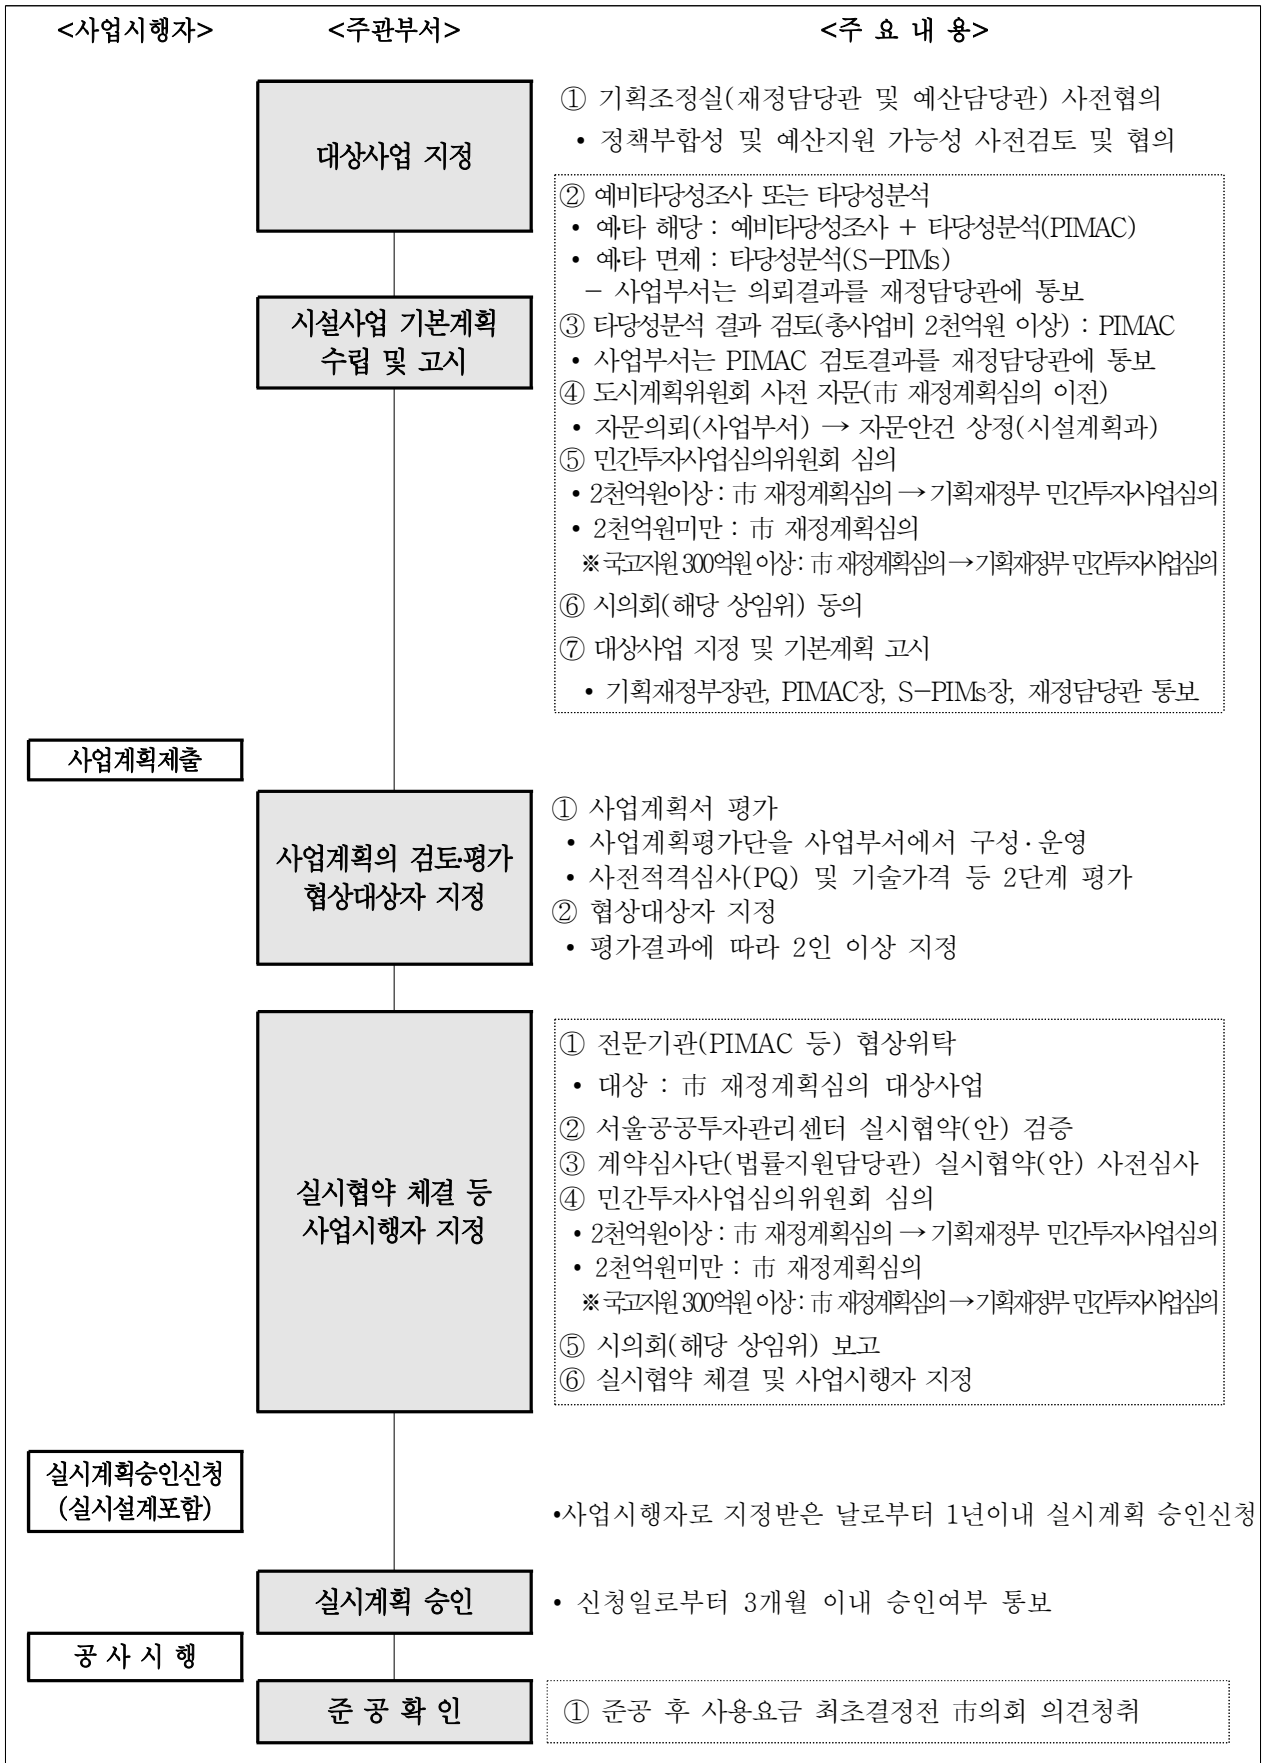 <사업시행자> <주관부서> <주 요 내 용>
대상사업 지정
① 기획조정실(재정담당관 및 예산담당관) 사전협의
• 정책부합성 및 예산지원 가능성 사전검토 및 협의
② 예비타당성조사 또는 타당성분석
• 예·타 해당 : 예비타당성조사 + 타당성분석(PIMAC)
• 예·타 면제 : 타당성분석(S-PIMs)
- 사업부서는 의뢰결과를 재정담당관에 통보
시설사업 기본계획
수립 및 고시
③ 타당성분석 결과 검토(총사업비 2천억원 이상) : PIMAC
• 사업부서는 PIMAC 검토결과를 재정담당관에 통보
④ 도시계획위원회 사전 자문(市 재정계획심의 이전)
• 자문의뢰(사업부서) → 자문안건 상정(시설계획과)
⑤ 민간투자사업심의위원회 심의
• 2천억원이상 : 市 재정계획심의 → 기획재정부 민간투자사업심의
• 2천억원미만 : 市 재정계획심의
※ 국고지원 300억원 이상 : 市 재정계획심의 → 기획재정부 민간투자사업심의
⑥ 시의회(해당 상임위) 동의
⑦ 대상사업 지정 및 기본계획 고시
• 기획재정부장관, PIMAC장, S-PIMs장, 재정담당관 통보
사업계획제출
사업계획의 검토·평가
협상대상자 지정
① 사업계획서 평가
• 사업계획평가단을 사업부서에서 구성·운영
• 사전적격심사(PQ) 및 기술가격 등 2단계 평가
② 협상대상자 지정
• 평가결과에 따라 2인 이상 지정
실시협약 체결 등
사업시행자 지정
① 전문기관(PIMAC 등) 협상위탁
• 대상 : 市 재정계획심의 대상사업
② 서울공공투자관리센터 실시협약(안) 검증
③ 계약심사단(법률지원담당관) 실시협약(안) 사전심사
④ 민간투자사업심의위원회 심의
• 2천억원이상 : 市 재정계획심의 → 기획재정부 민간투자사업심의
• 2천억원미만 : 市 재정계획심의
※ 국고지원 300억원 이상 : 市 재정계획심의 → 기획재정부 민간투자사업심의
⑤ 시의회(해당 상임위) 보고
⑥ 실시협약 체결 및 사업시행자 지정
실시계획승인신청
(실시설계포함)
•사업시행자로 지정받은 날로부터 1년이내 실시계획 승인신청
실시계획 승인
• 신청일로부터 3개월 이내 승인여부 통보
공 사 시 행
준 공 확 인
① 준공 후 사용요금 최초결정전 市의회 의견청취